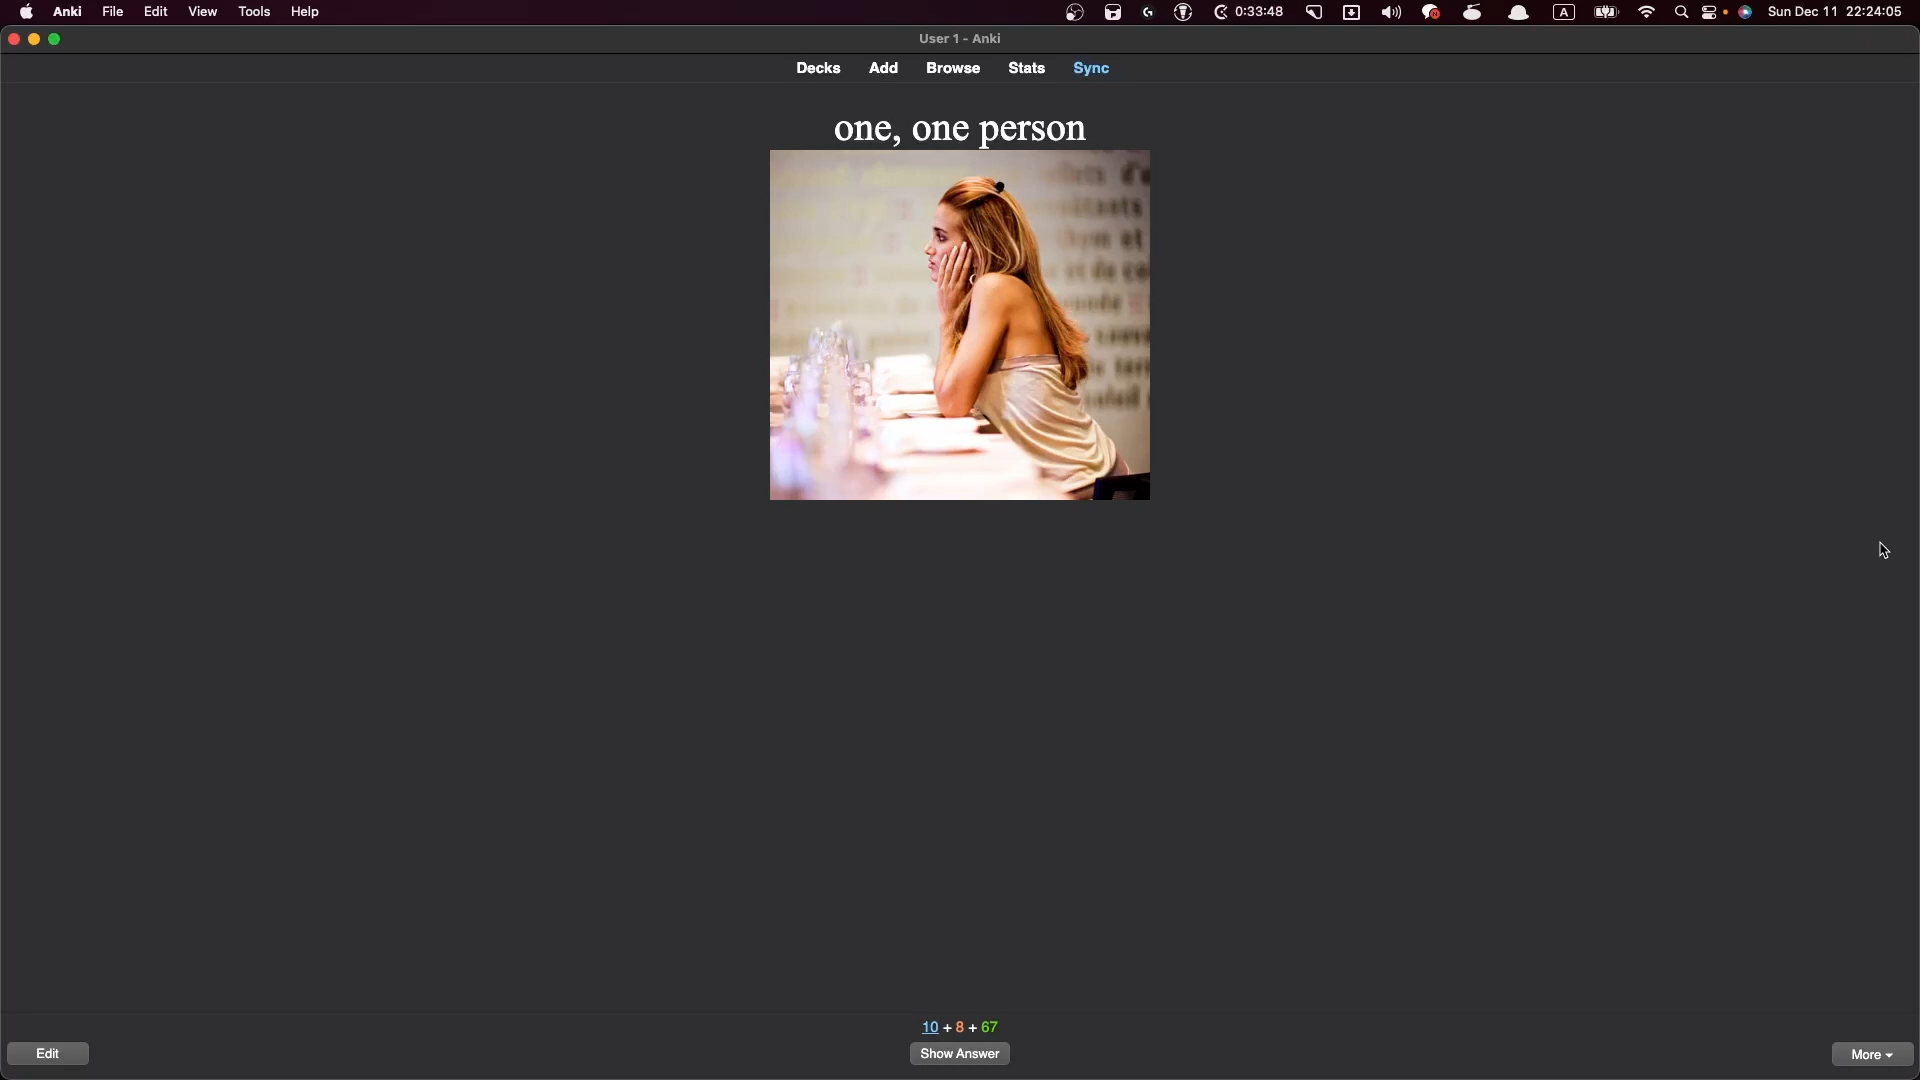 Anki File Edit View Tools Help 0:33:48 A Sun Dec 11 22:24:05
User 1 - Anki
Decks Add Browse Stats Sync
one, one person
10 + 8 + 67
Edit Show Answer More